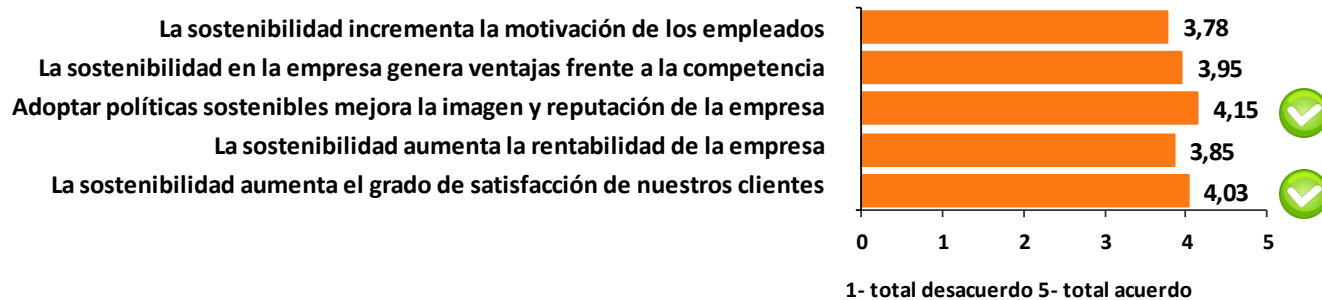 La sostenibilidad incrementa la motivación de los empleados 3,78
La sostenibilidad en la empresa genera ventajas frente a la competencia 3,95
Adoptar políticas sostenibles mejora la imagen y reputación de la empresa 4,15
La sostenibilidad aumenta la rentabilidad de la empresa 3,85
La sostenibilidad aumenta el grado de satisfacción de nuestros clientes 4,03
0 1 2 3 4 5
1- total desacuerdo 5- total acuerdo